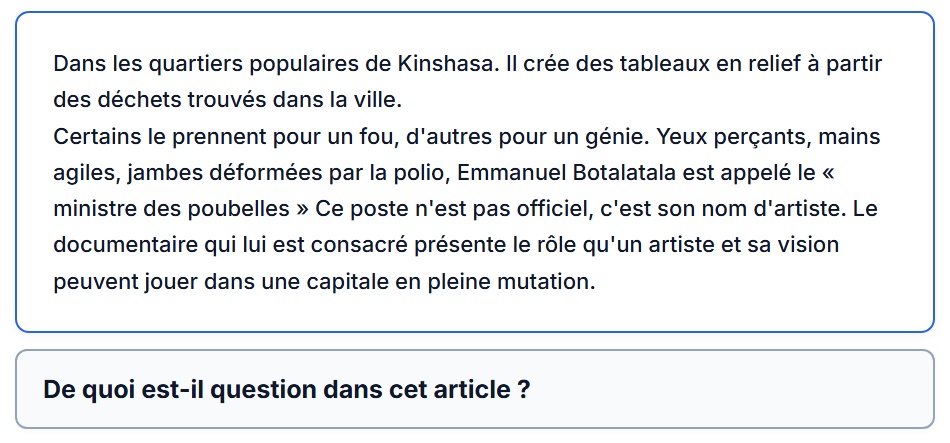 Dans les quartiers populaires de Kinshasa. Il crée des tableaux en relief à partir
des déchets trouvés dans la ville.
Certains le prennent pour un fou, d'autres pour un génie. Yeux perçants, mains
agiles, jambes déformées par la polio, Emmanuel Botalatala est appelé le «
ministre des poubelles » Ce poste n'est pas officiel, c'est son nom d'artiste. Le
documentaire qui lui est consacré présente le rôle qu'un artiste et sa vision
peuvent jouer dans une capitale en pleine mutation.
De quoi est-il question dans cet article ?